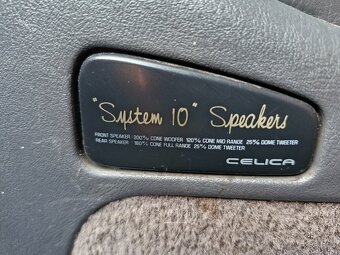 "System 10" Speakers
FRONT SPEAKER 200% CONE WOOFER 120% CONE MID RANGE 25% DOME TWEETER
REAR SPEAKER 160% CONE FULL RANGE 25% DOME TWEETER
CELICA